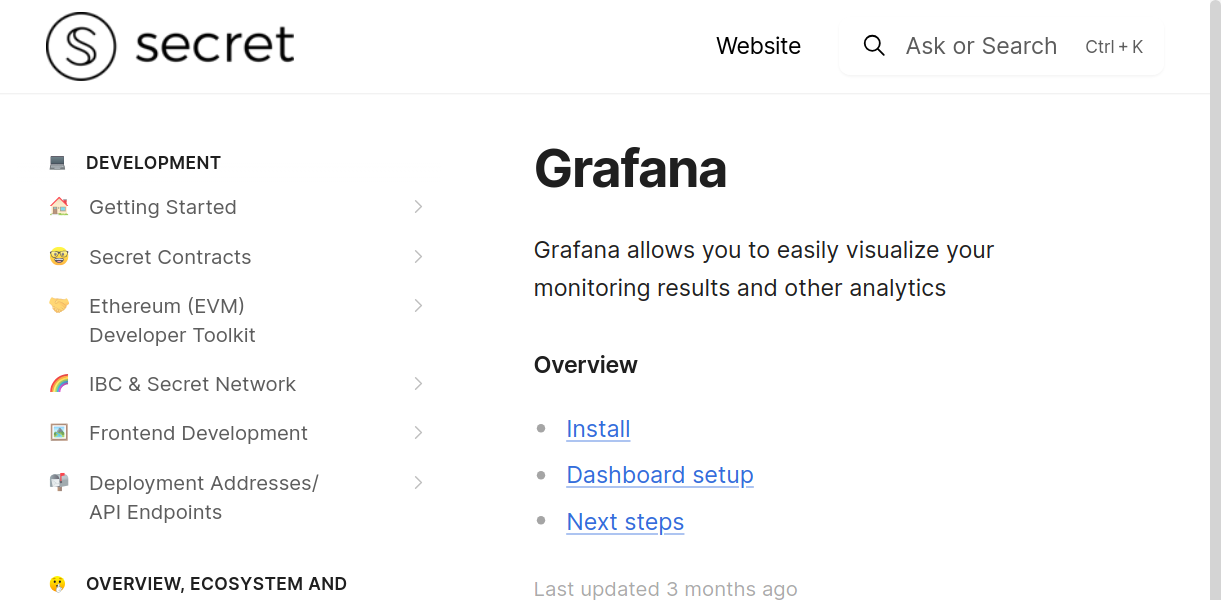 secret
Website
Ask or Search Ctrl + K
DEVELOPMENT
Getting Started
Secret Contracts
Ethereum (EVM)
Developer Toolkit
IBC & Secret Network
Frontend Development
Deployment Addresses/
API Endpoints
OVERVIEW, ECOSYSTEM AND
Grafana
Grafana allows you to easily visualize your
monitoring results and other analytics
Overview
Install
Dashboard setup
Next steps
Last updated 3 months ago